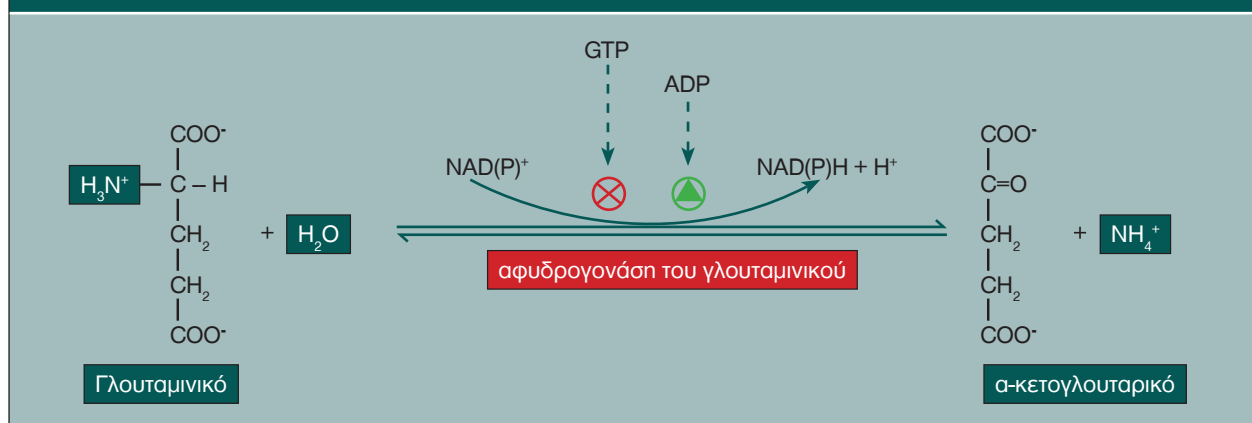 GTP
ADP
NAD(P)⁺
NAD(P)H + H⁺
COO⁻
H₃N⁺ – C – H
CH₂
CH₂
COO⁻
+ H₂O
αφυδρογονάση του γλουταμινικού
COO⁻
C=O
CH₂
CH₂
COO⁻
+ NH₄⁺
Γλουταμινικό
α-κετογλουταρικό